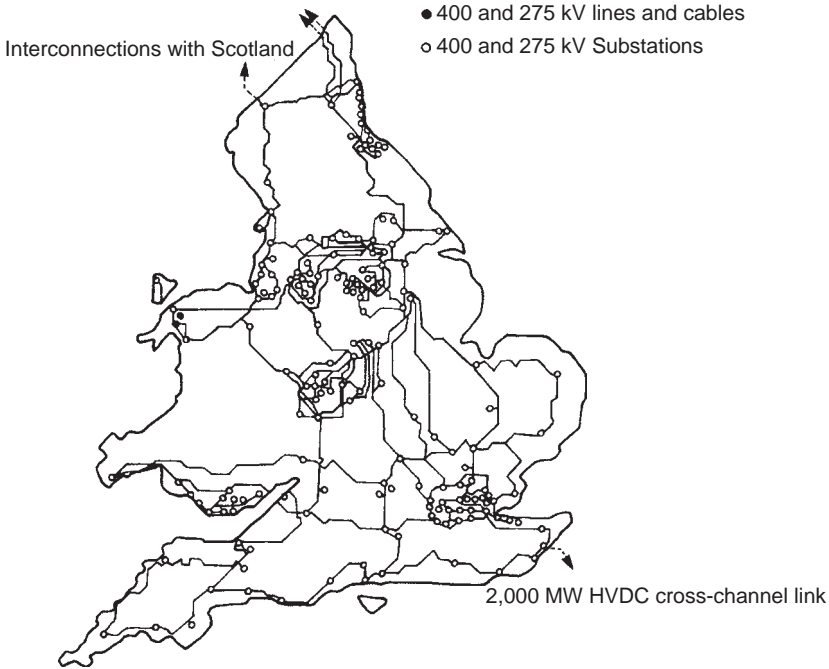 ● 400 and 275 kV lines and cables
Interconnections with Scotland
○ 400 and 275 kV Substations
2,000 MW HVDC cross-channel link